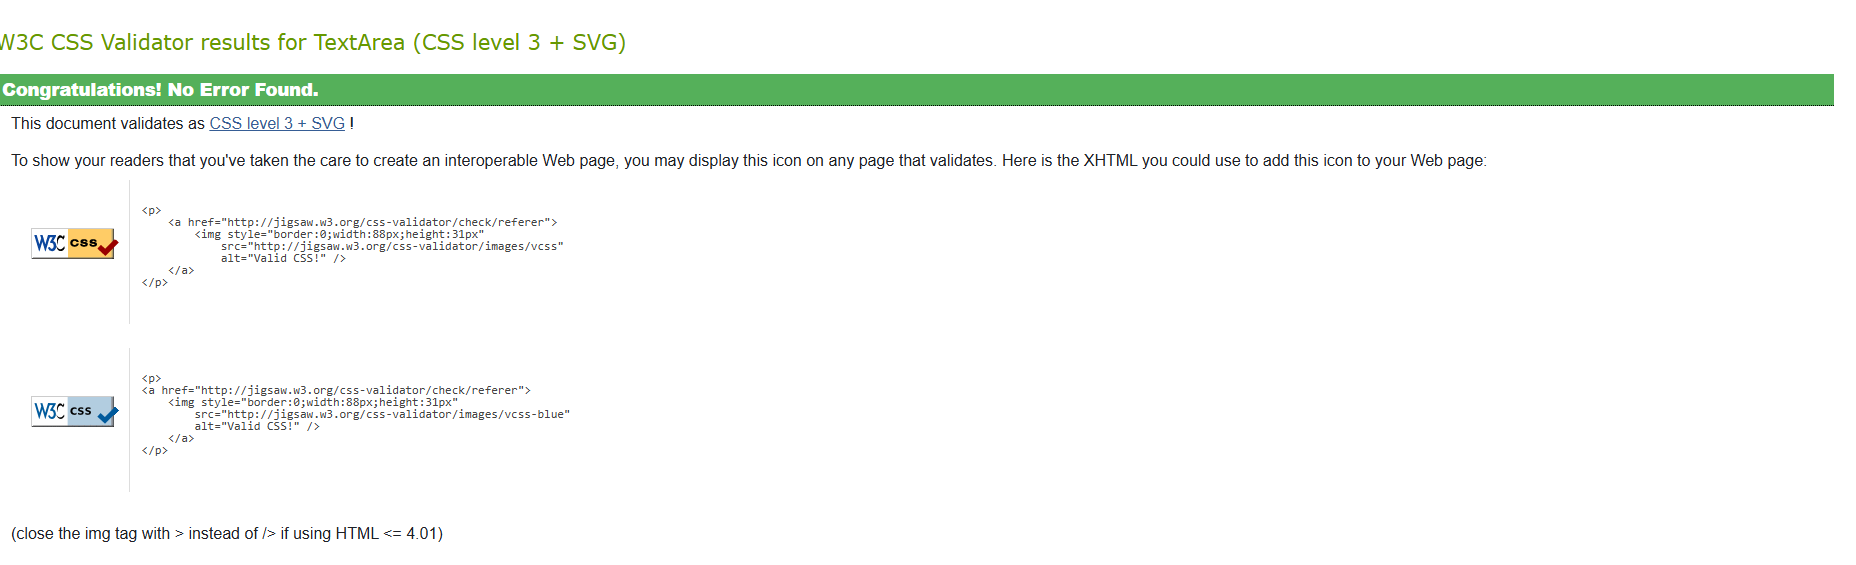 W3C CSS Validator results for TextArea (CSS level 3 + SVG)
Congratulations! No Error Found.
This document validates as CSS level 3 + SVG !
To show your readers that you've taken the care to create an interoperable Web page, you may display this icon on any page that validates. Here is the XHTML you could use to add this icon to your Web page:
W3C css
<p>
    <a href="http://jigsaw.w3.org/css-validator/check/referer">
        <img style="border:0;width:88px;height:31px"
            src="http://jigsaw.w3.org/css-validator/images/vcss"
            alt="Valid CSS!" />
    </a>
</p>
W3C css
<p>
<a href="http://jigsaw.w3.org/css-validator/check/referer">
    <img style="border:0;width:88px;height:31px"
        src="http://jigsaw.w3.org/css-validator/images/vcss-blue"
        alt="Valid CSS!" />
    </a>
</p>
(close the img tag with > instead of /> if using HTML <= 4.01)